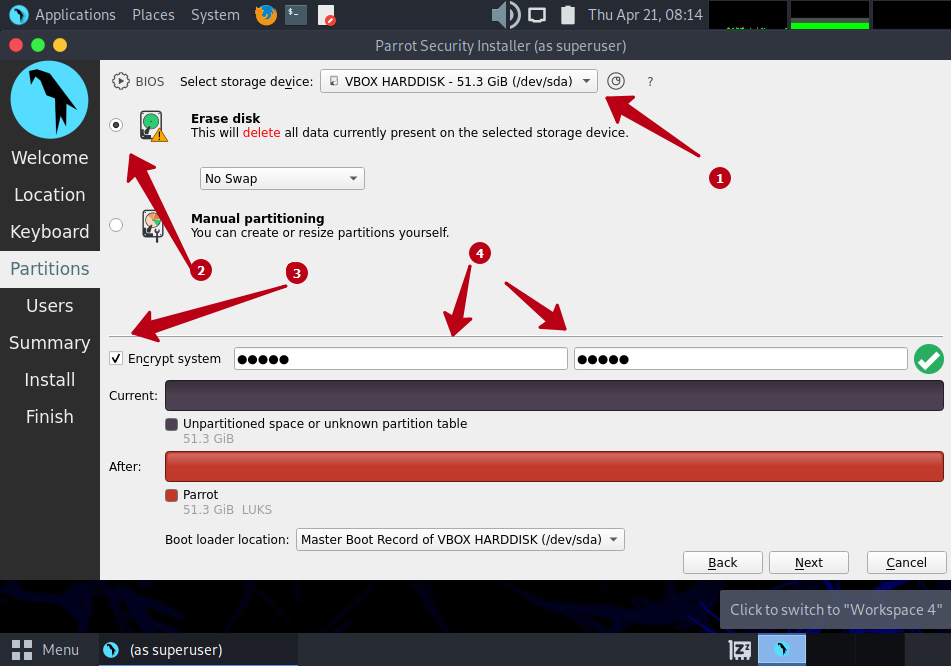 Applications Places System $- Thu Apr 21, 08:14
Parrot Security Installer (as superuser)
BIOS Select storage device: VBOX HARDDISK - 51.3 GiB (/dev/sda) ?
Erase disk
This will delete all data currently present on the selected storage device.
1
No Swap
Manual partitioning
You can create or resize partitions yourself.
2
3
4
Welcome
Location
Keyboard
Partitions
Users
Summary
Install
Finish
Encrypt system ●●●●● ●●●●●
Current:
Unpartitioned space or unknown partition table
51.3 GiB
After:
Parrot
51.3 GiB LUKS
Boot loader location: Master Boot Record of VBOX HARDDISK (/dev/sda)
Back Next Cancel
Click to switch to "Workspace 4"
Menu (as superuser)